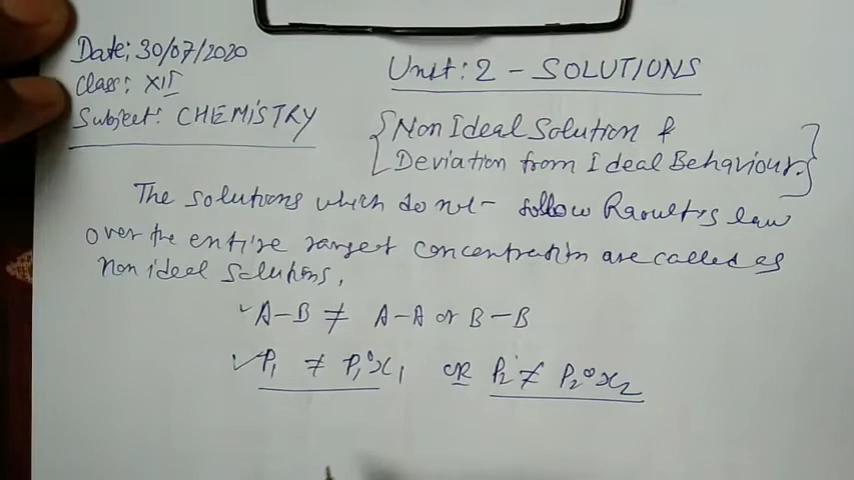 Date: 30/07/2020
Class: XII
Subject: CHEMISTRY
Unit: 2 - SOLUTIONS
{Non Ideal Solution &
Deviation from Ideal Behaviour}
The solutions which do not follow Raoult's law
over the entire range of concentration are called as
non ideal solutions.
✓A-B ≠ A-A or B-B
✓P₁ ≠ P₁°x₁ OR P₂ ≠ P₂°x₂